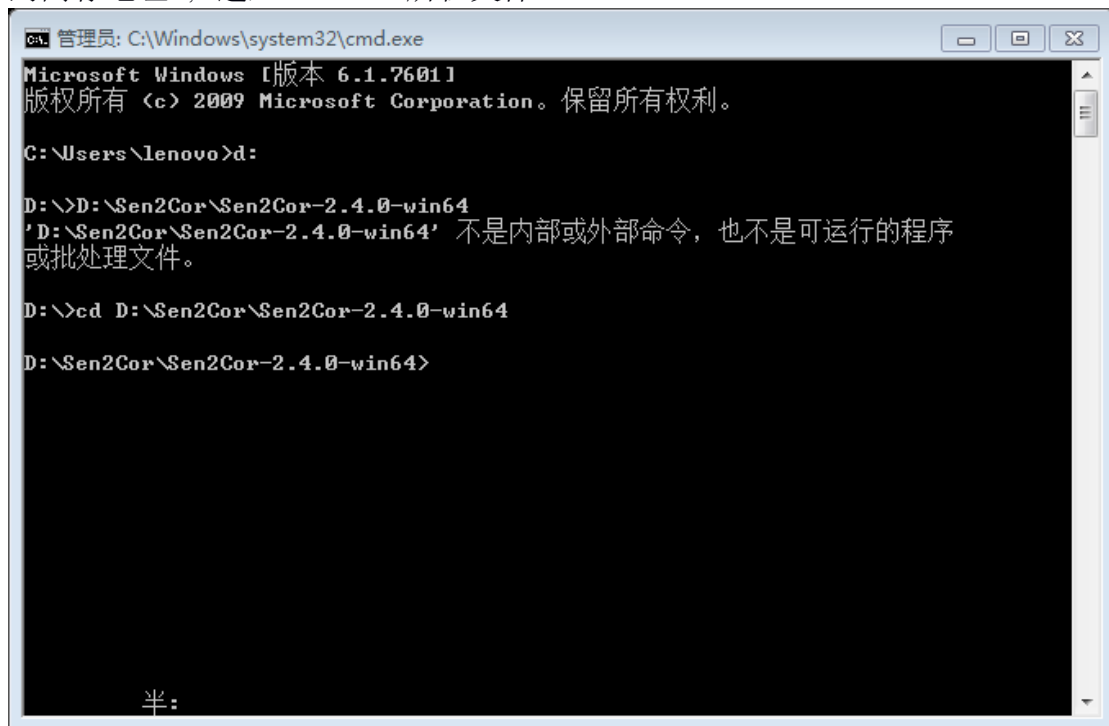 管理员: C:\Windows\system32\cmd.exe
Microsoft Windows [版本 6.1.7601]
版权所有 <c> 2009 Microsoft Corporation。保留所有权利。
C:\Users\lenovo>d:
D:\>D:\Sen2Cor\Sen2Cor-2.4.0-win64
'D:\Sen2Cor\Sen2Cor-2.4.0-win64' 不是内部或外部命令，也不是可运行的程序
或批处理文件。
D:\>cd D:\Sen2Cor\Sen2Cor-2.4.0-win64
D:\Sen2Cor\Sen2Cor-2.4.0-win64>
半: